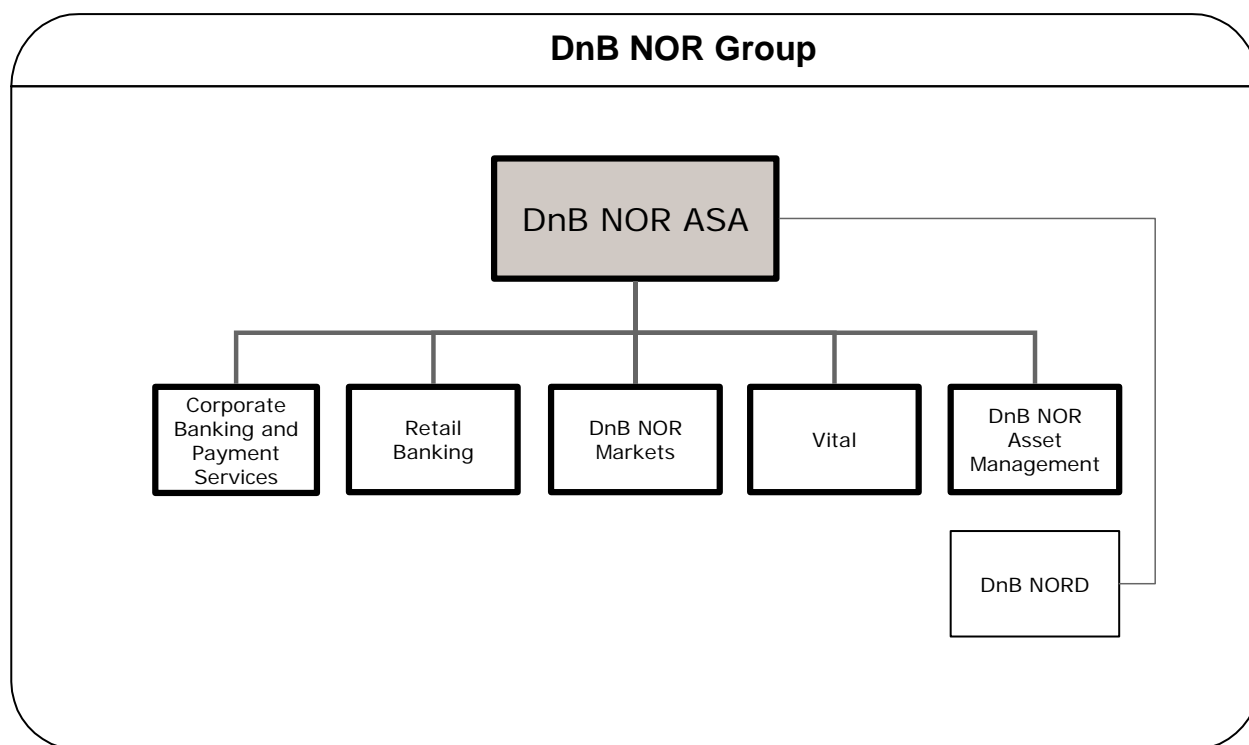 DnB NOR Group
DnB NOR ASA
Corporate
Banking and
Payment
Services
Retail
Banking
DnB NOR
Markets
Vital
DnB NOR
Asset
Management
DnB NORD